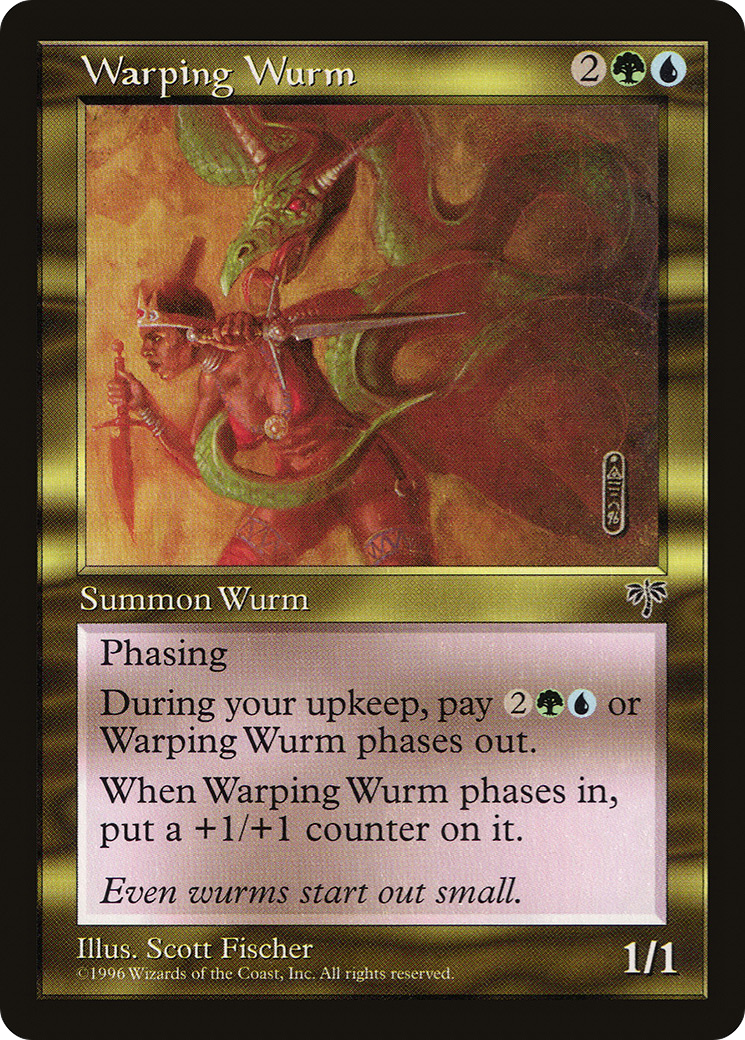 Warping Wurm 2
Summon Wurm
Phasing
During your upkeep, pay 2 or
Warping Wurm phases out.
When Warping Wurm phases in,
put a +1/+1 counter on it.
Even wurms start out small.
Illus. Scott Fischer
©1996 Wizards of the Coast, Inc. All rights reserved.
1/1